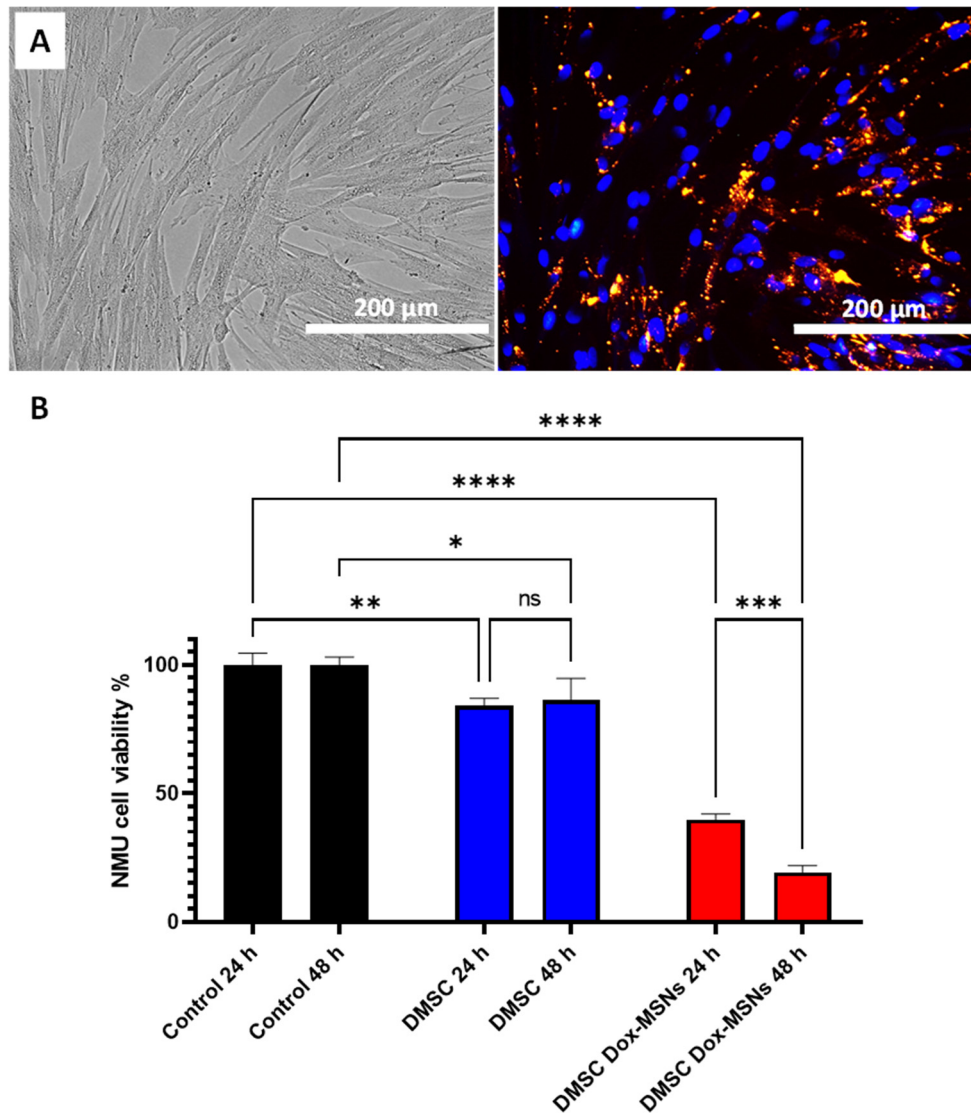 A
200 µm
200 µm
B
****
****
*
**
ns
***
NMU cell viability %
100
50
0
Control 24 h
Control 48 h
DMSC 24 h
DMSC 48 h
DMSC Dox-MSNs 24 h
DMSC Dox-MSNs 48 h